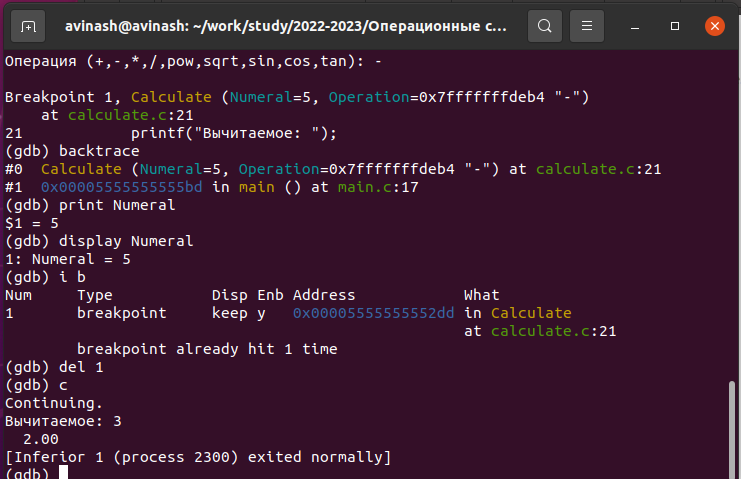 avinash@avinash: ~/work/study/2022-2023/Операционные с...
Операция (+,-,*,/,pow,sqrt,sin,cos,tan): -
Breakpoint 1, Calculate (Numeral=5, Operation=0x7fffffffdeb4 "-")
at calculate.c:21
21 printf("Вычитаемое: ");
(gdb) backtrace
#0 Calculate (Numeral=5, Operation=0x7fffffffdeb4 "-") at calculate.c:21
#1 0x00005555555555bd in main () at main.c:17
(gdb) print Numeral
$1 = 5
(gdb) display Numeral
1: Numeral = 5
(gdb) i b
Num Type Disp Enb Address What
1 breakpoint keep y 0x00005555555552dd in Calculate
at calculate.c:21
breakpoint already hit 1 time
(gdb) del 1
(gdb) c
Continuing.
Вычитаемое: 3
2.00
[Inferior 1 (process 2300) exited normally]
(gdb)